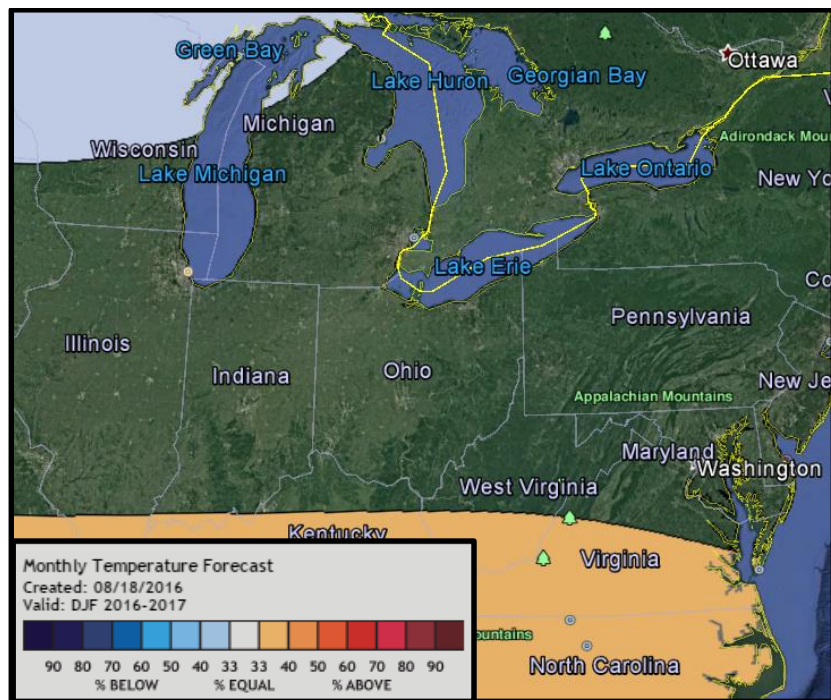 Green Bay
Lake Huron
Georgian Bay
Ottawa
Michigan
Adirondack Mou
Wisconsin
Lake Michigan
Lake Ontario
New Yo
Lake Erie
Co
Pennsylvania
Illinois
Indiana
Ohio
New Je
Appalachian Mountains
Maryland
Washington
West Virginia
Kentucky
Virginia
ountains
North Carolina
Monthly Temperature Forecast
Created: 08/18/2016
Valid: DJF 2016-2017
90 80 70 60 50 40 33 33 40 50 60 70 80 90
% BELOW % EQUAL % ABOVE